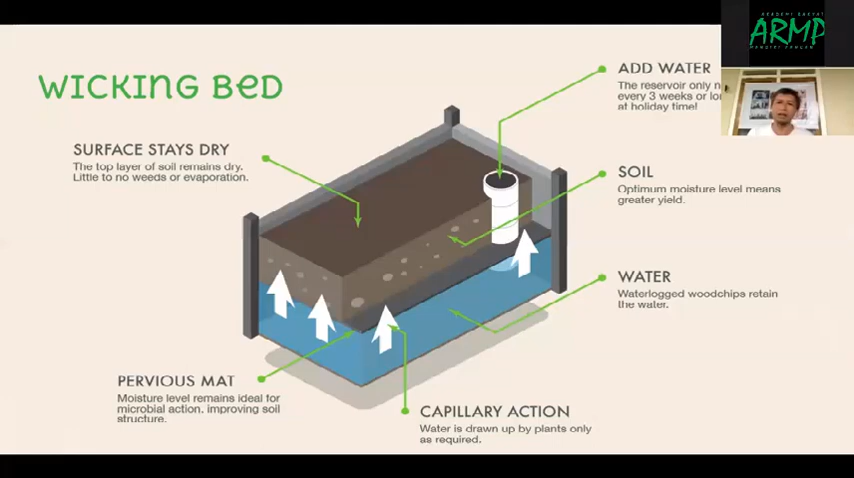 WICKING BED
SURFACE STAYS DRY
The top layer of soil remains dry.
Little to no weeds or evaporation.
ADD WATER
The reservoir only
every 3 weeks or
at holiday time!
SOIL
Optimum moisture level means
greater yield.
WATER
Waterlogged woodchips retain
the water.
PERVIOUS MAT
Moisture level remains ideal for
microbial action, improving soil
structure.
CAPILLARY ACTION
Water is drawn up by plants only
as required.
ARMP